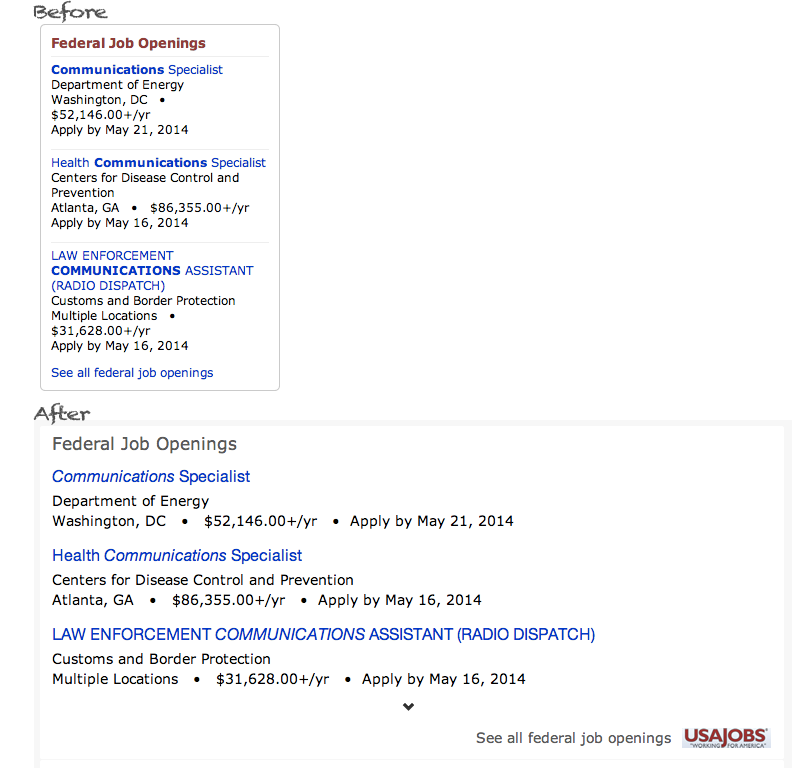 Before
Federal Job Openings
Communications Specialist
Department of Energy
Washington, DC •
$52,146.00+/yr
Apply by May 21, 2014
Health Communications Specialist
Centers for Disease Control and
Prevention
Atlanta, GA • $86,355.00+/yr
Apply by May 16, 2014
LAW ENFORCEMENT
COMMUNICATIONS ASSISTANT
(RADIO DISPATCH)
Customs and Border Protection
Multiple Locations •
$31,628.00+/yr
Apply by May 16, 2014
See all federal job openings
After
Federal Job Openings
Communications Specialist
Department of Energy
Washington, DC • $52,146.00+/yr • Apply by May 21, 2014
Health Communications Specialist
Centers for Disease Control and Prevention
Atlanta, GA • $86,355.00+/yr • Apply by May 16, 2014
LAW ENFORCEMENT COMMUNICATIONS ASSISTANT (RADIO DISPATCH)
Customs and Border Protection
Multiple Locations • $31,628.00+/yr • Apply by May 16, 2014
See all federal job openings USAJOBS
"WORKING FOR AMERICA"